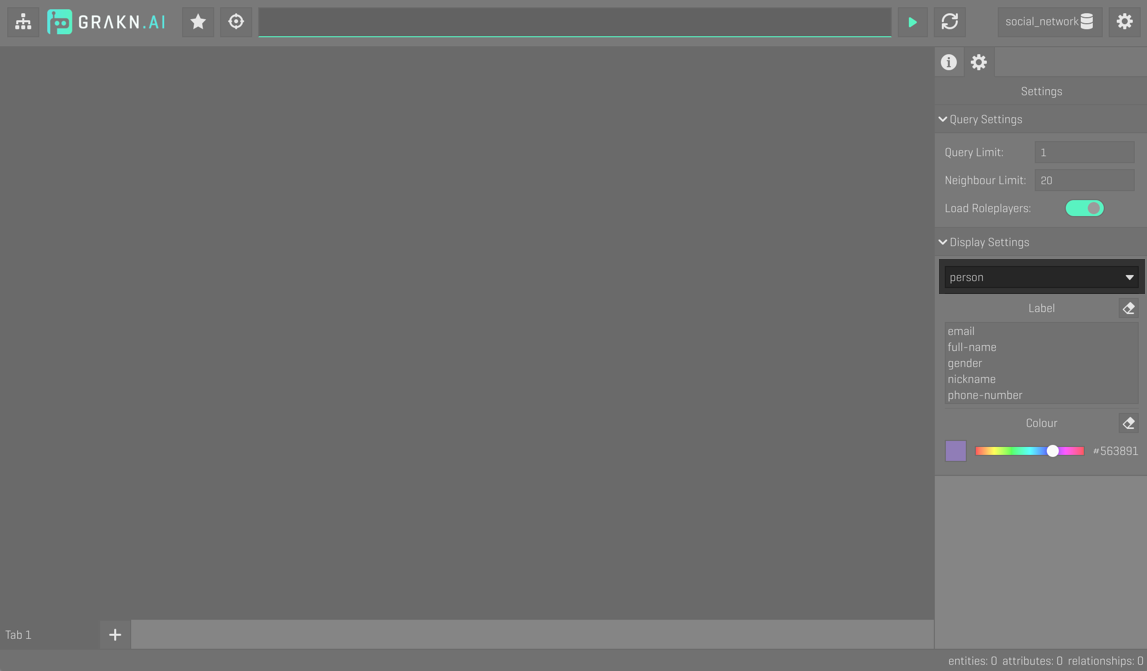 GRAKN.AI
social_network
Settings
Query Settings
Query Limit: 1
Neighbour Limit: 20
Load Roleplayers:
Display Settings
person
Label
email
full-name
gender
nickname
phone-number
Colour
#563891
Tab 1
entities: 0 attributes: 0 relationships: 0